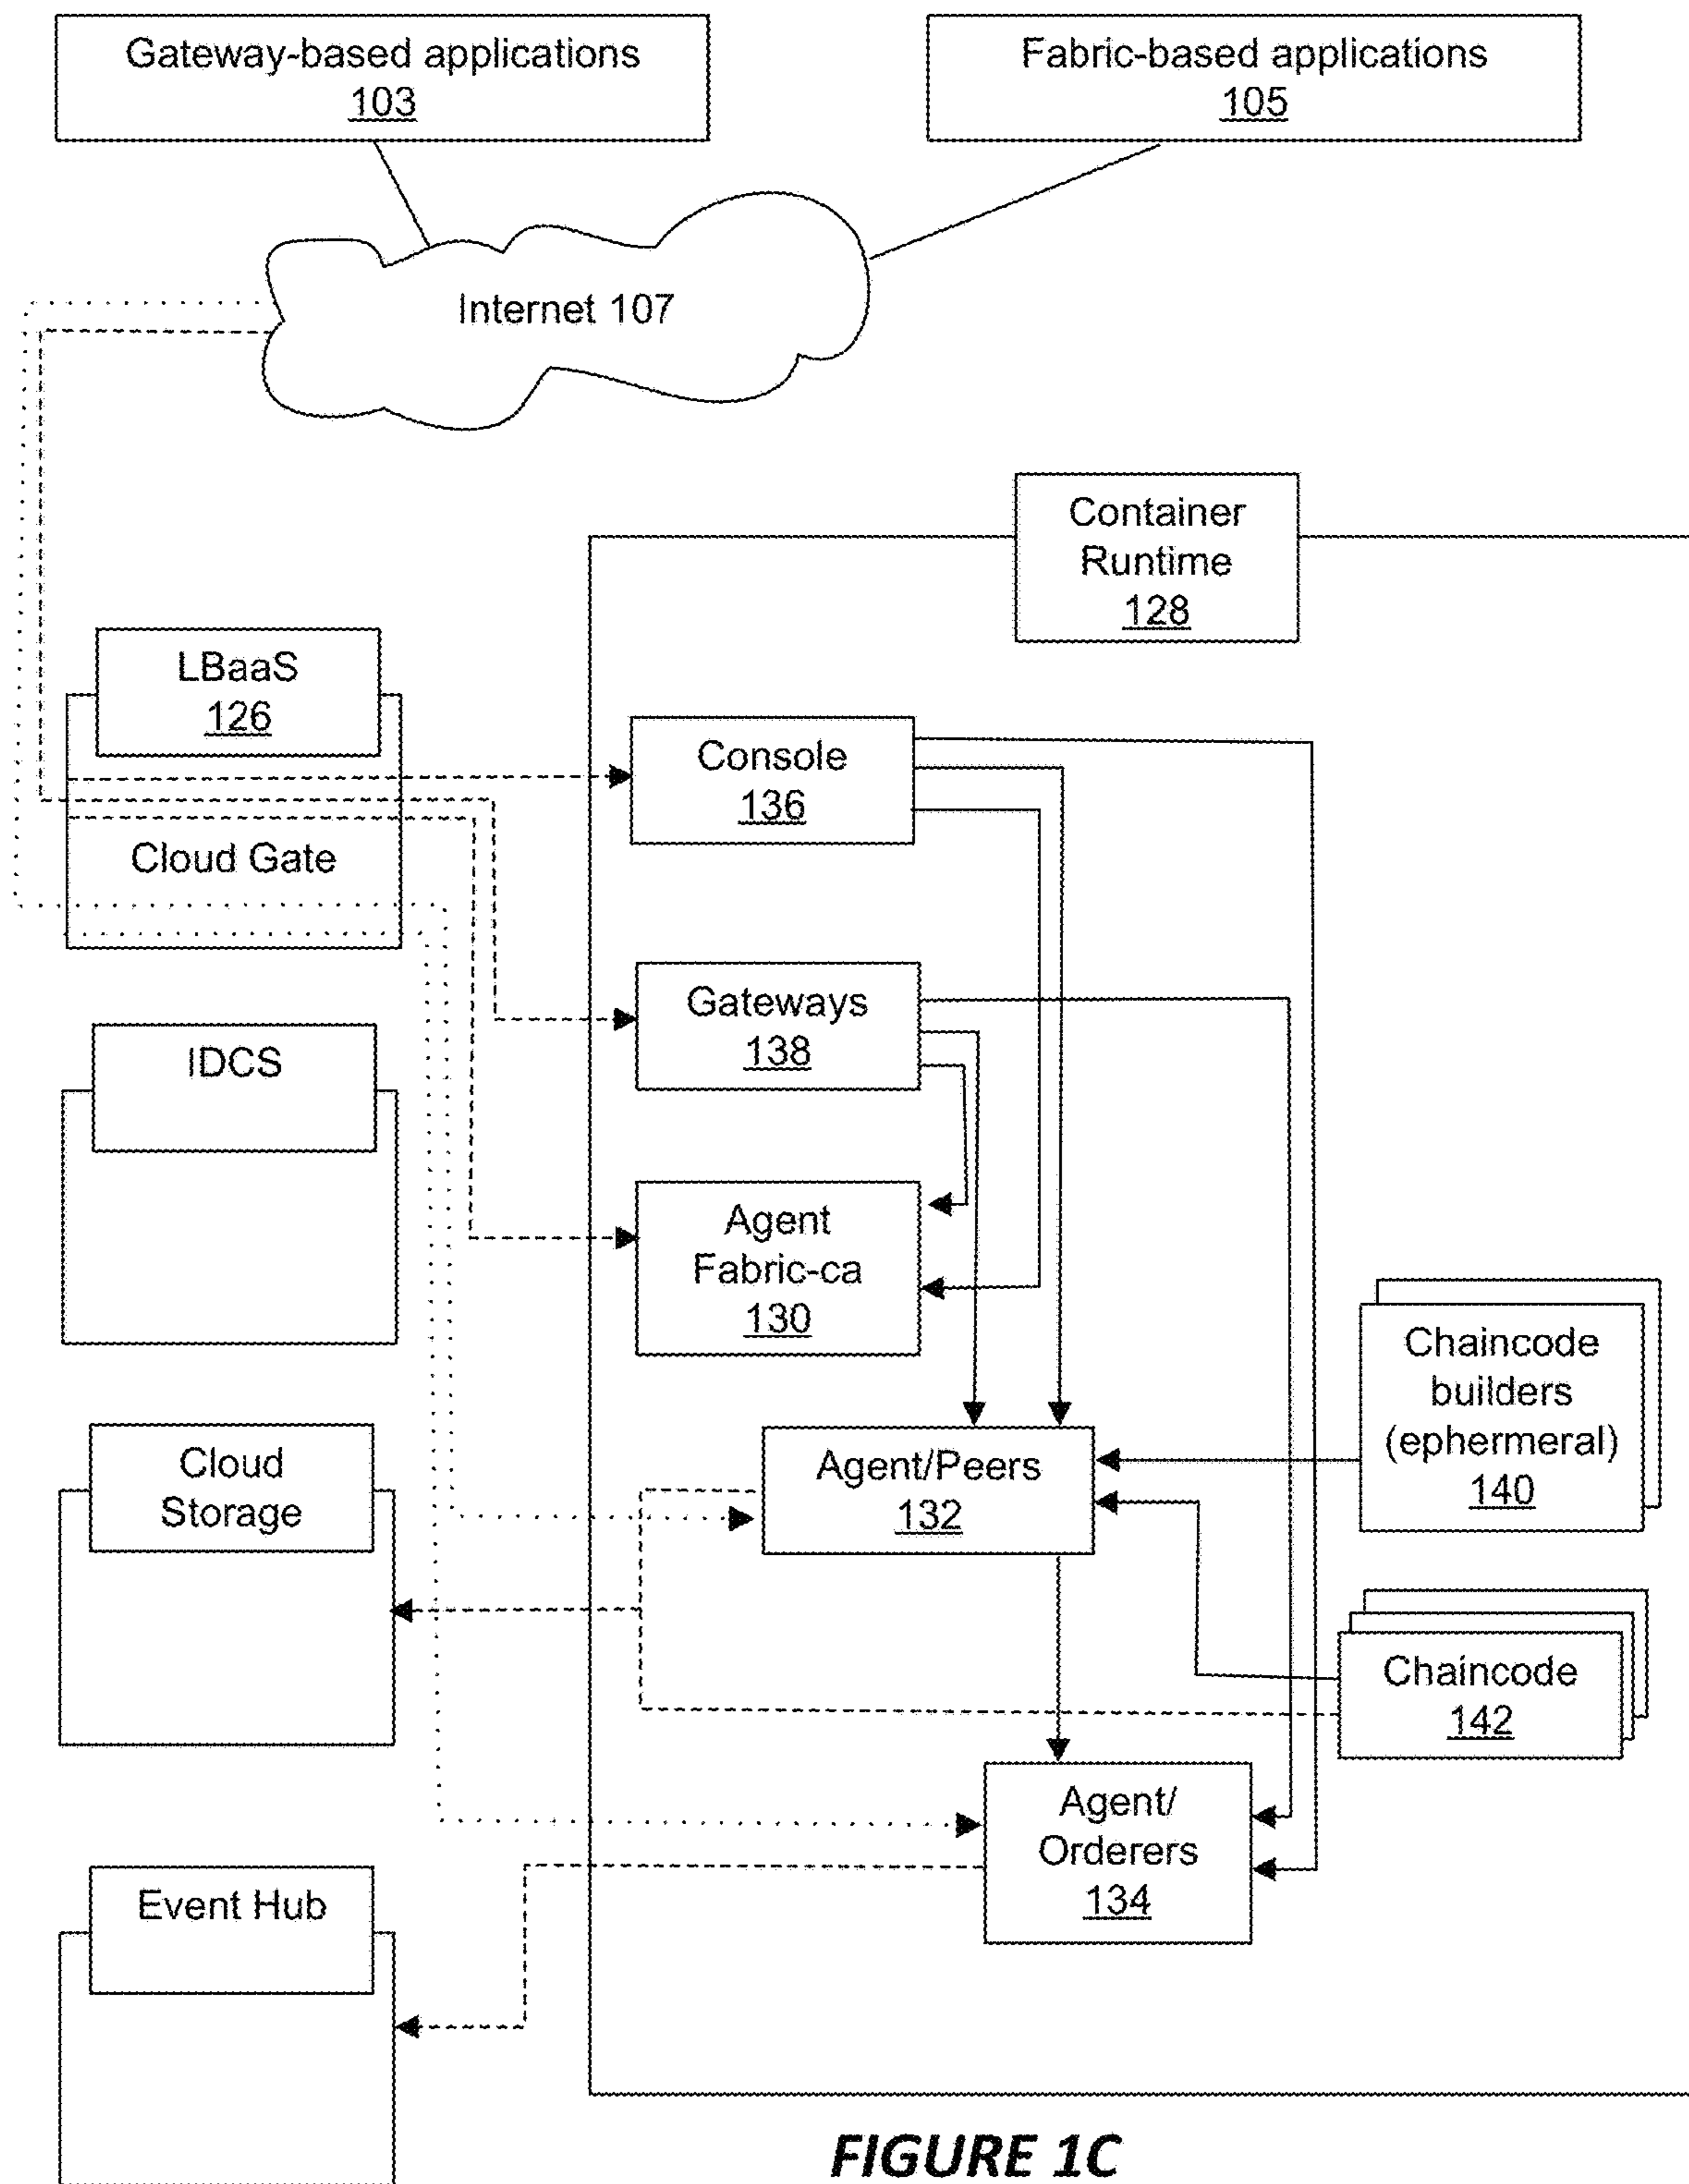 Gateway-based applications
103
Fabric-based applications
105
Internet 107
Container
Runtime
128
LBaaS
126
Cloud Gate
Console
136
Gateways
138
IDCS
Agent
Fabric-ca
130
Chaincode
builders
(ephermeral)
140
Cloud
Storage
Agent/Peers
132
Chaincode
142
Agent/
Orderers
134
Event Hub
FIGURE 1C